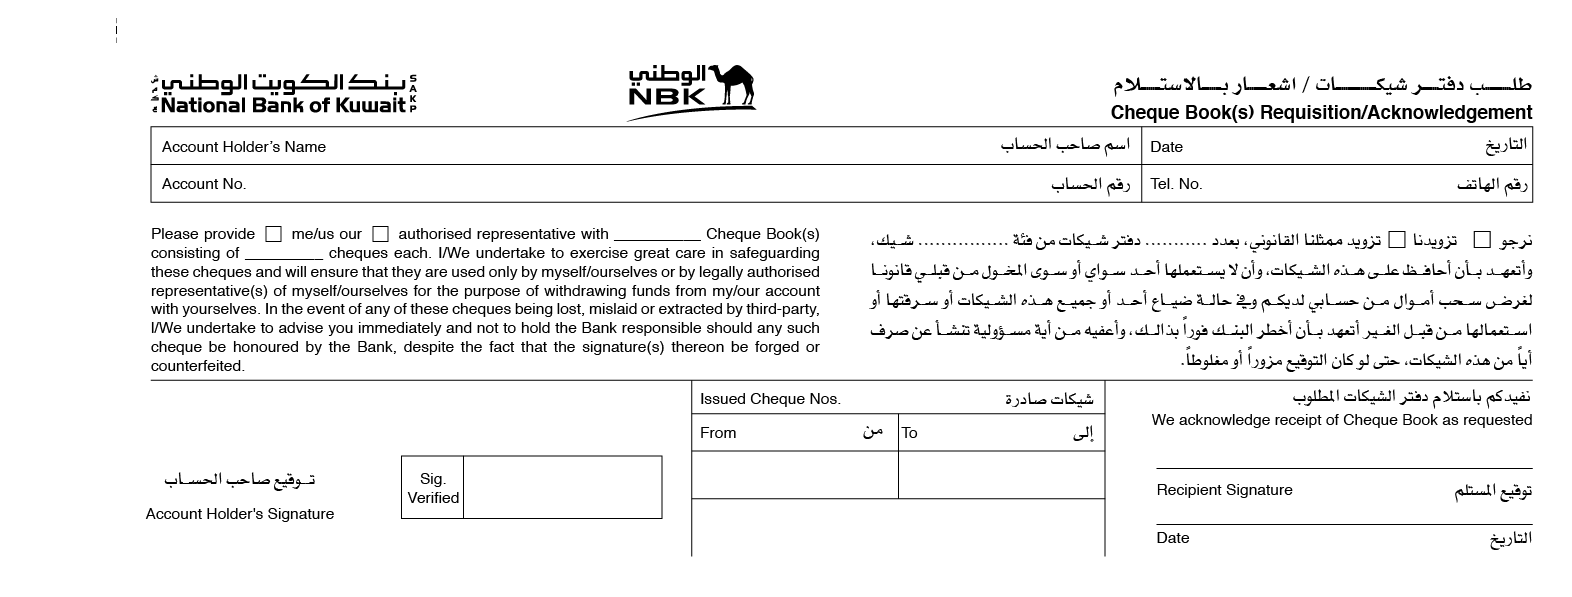 بنك الكويت الوطني ش.م.ك
National Bank of Kuwait S A K P
الوطني
NBK
طلب دفتر شيكات / اشعار بالاستلام
Cheque Book(s) Requisition/Acknowledgement
Account Holder’s Name اسم صاحب الحساب
Date التاريخ
Account No. رقم الحساب
Tel. No. رقم الهاتف
Please provide ☐ me/us our ☐ authorised representative with __________ Cheque Book(s)
consisting of _________ cheques each. I/We undertake to exercise great care in safeguarding
these cheques and will ensure that they are used only by myself/ourselves or by legally authorised
representative(s) of myself/ourselves for the purpose of withdrawing funds from my/our account
with yourselves. In the event of any of these cheques being lost, mislaid or extracted by third-party,
I/We undertake to advise you immediately and not to hold the Bank responsible should any such
cheque be honoured by the Bank, despite the fact that the signature(s) thereon be forged or
counterfeited.
نرجو ☐ تزويدنا ☐ تزويد ممثلنا القانوني، بعدد .......... دفتر شيكات من فئة ............... شيك،
وأتعهد بأن أحافظ على هذه الشيكات، وأن لا يستعملها أحد سواي أو سوى المخول من قبلي قانونا
لغرض سحب أموال من حسابي لديكم وفي حالة ضياع أحد أو جميع هذه الشيكات أو سرقتها أو
استعمالها من قبل الغير أتعهد بأن أخطر البنك فوراً بذالك، وأعفيه من أية مسؤولية تنشأ عن صرف
أياً من هذه الشيكات، حتى لو كان التوقيع مزوراً أو مغلوطاً.
توقيع صاحب الحساب
Account Holder's Signature
Sig.
Verified
Issued Cheque Nos. شيكات صادرة
From من
To إلى
نفيدكم باستلام دفتر الشيكات المطلوب
We acknowledge receipt of Cheque Book as requested
Recipient Signature توقيع المستلم
Date التاريخ